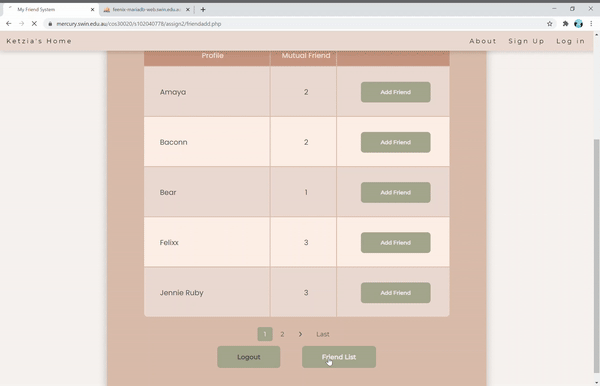 My Friend System
feenix-mariadb-web.swin.edu.a
mercury.swin.edu.au/cos30020/s102040778/assign2/friendadd.php
Ketzia's Home
About Sign Up Log in
Profile Mutual Friend
Amaya 2 Add Friend
Baconn 2 Add Friend
Bear 1 Add Friend
Felixx 3 Add Friend
Jennie Ruby 3 Add Friend
1 2 > Last
Logout Friend List